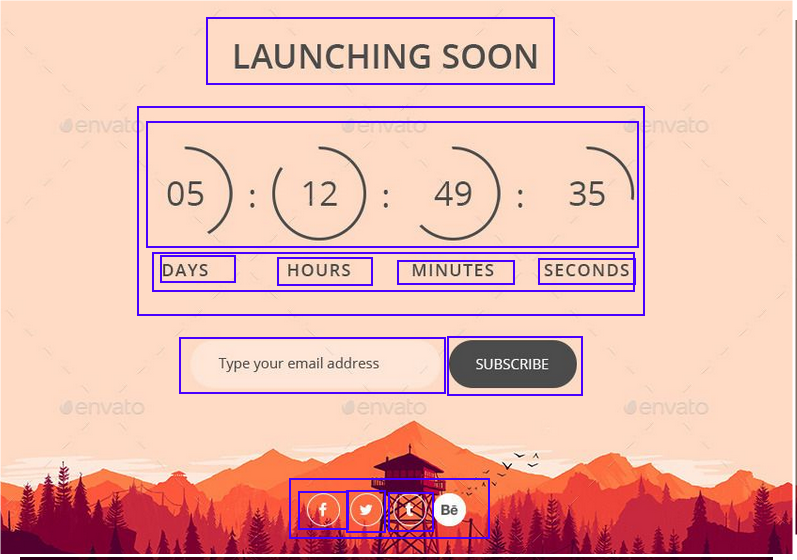 LAUNCHING SOON
envato envato envato
05 : 12 : 49 : 35
DAYS HOURS MINUTES SECONDS
Type your email address SUBSCRIBE
envato envato envato
f t Bē